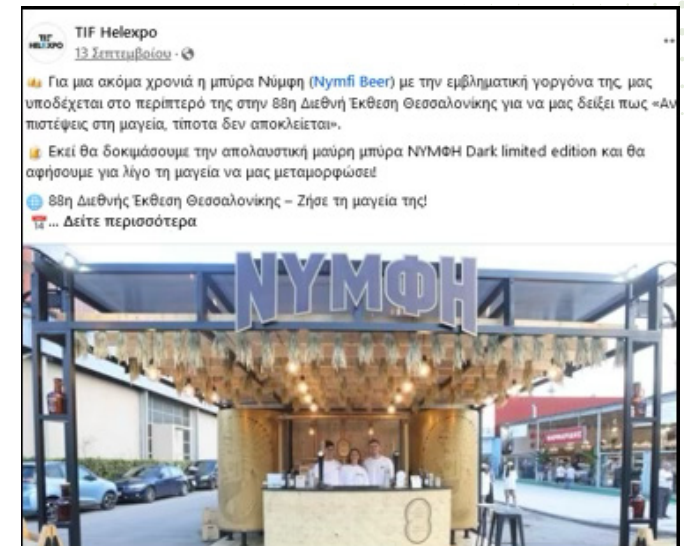 TIF HELEXPO
TIF Helexpo
13 Σεπτεμβρίου ·
Για μια ακόμα χρονιά η μπύρα Νύμφη (Nymfi Beer) με την εμβληματική γοργόνα της, μας
υποδέχεται στο περίπτερό της στην 88η Διεθνή Έκθεση Θεσσαλονίκης για να μας δείξει πως «Αν
πιστέψεις στη μαγεία, τίποτα δεν αποκλείεται».
Εκεί θα δοκιμάσουμε την απολαυστική μαύρη μπύρα ΝΥΜΦΗ Dark limited edition και θα
αφήσουμε για λίγο τη μαγεία να μας μεταμορφώσει!
88η Διεθνής Έκθεση Θεσσαλονίκης – Ζήσε τη μαγεία της!
14 ... Δείτε περισσότερα
ΝΥΜΦΗ